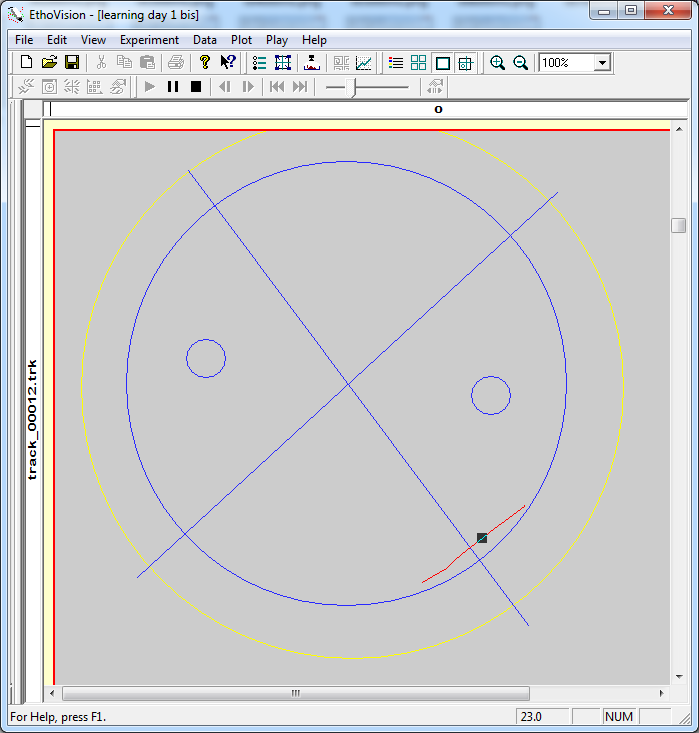 EthoVision - [learning day 1 bis]
File Edit View Experiment Data Plot Play Help
100%
O
track_00012.trk
For Help, press F1.
23.0
NUM